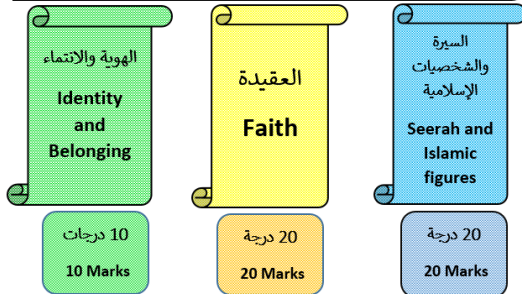 الهوية والانتماء
Identity
and
Belonging
العقيدة
Faith
السيرة
والشخصيات
الإسلامية
Seerah and
Islamic
figures
10 درجات
10 Marks
20 درجة
20 Marks
20 درجة
20 Marks